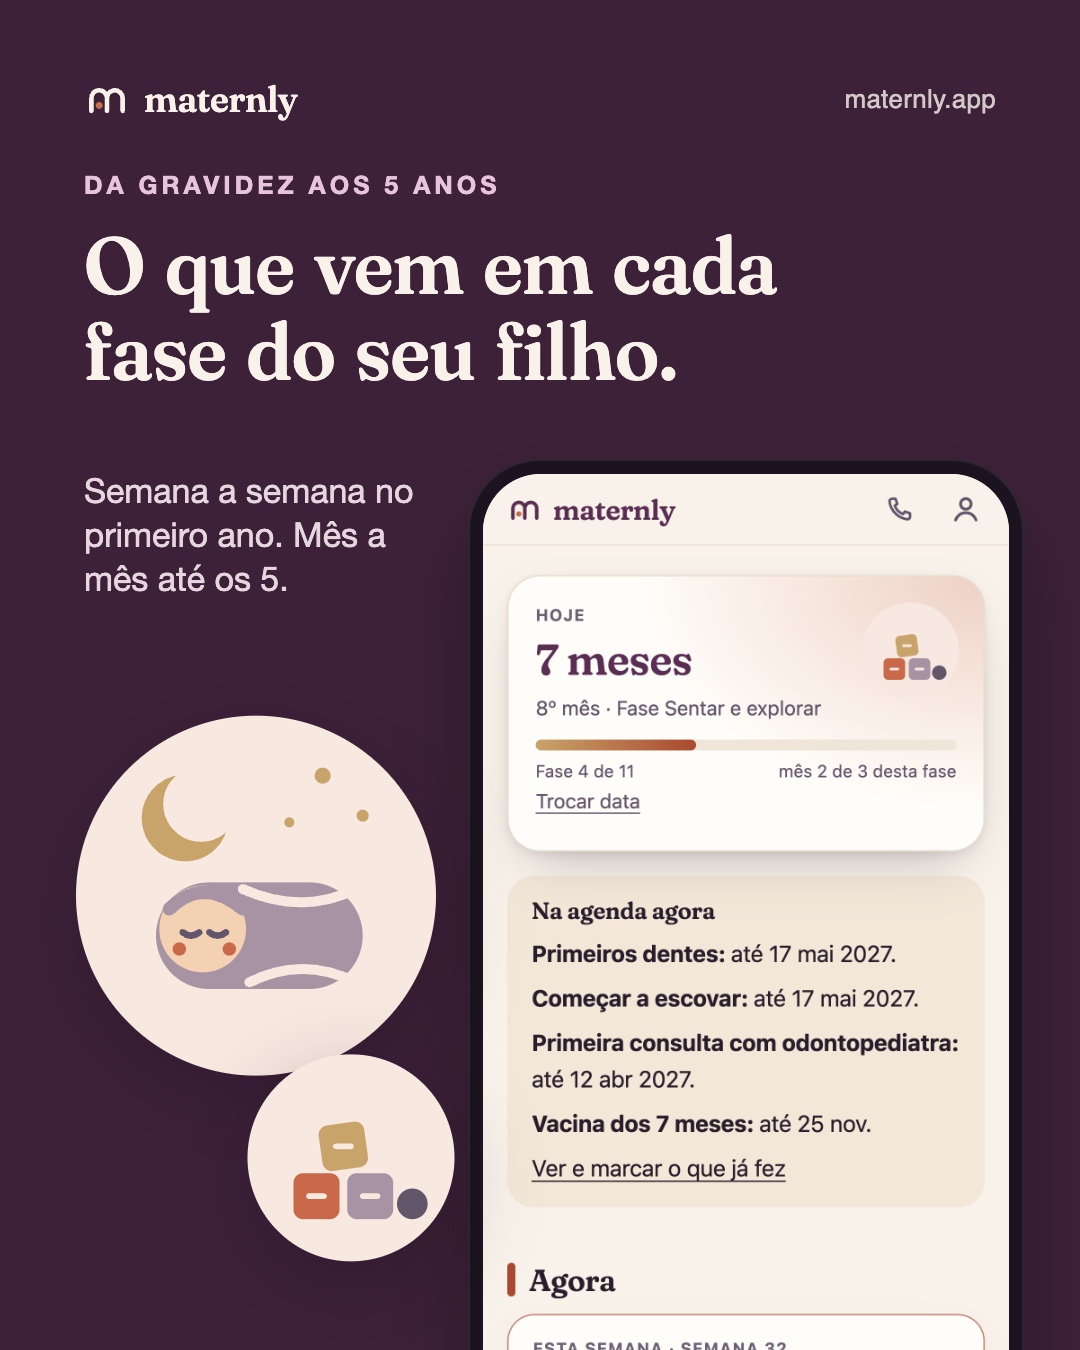 maternly
maternly.app
DA GRAVIDEZ AOS 5 ANOS
O que vem em cada
fase do seu filho.
Semana a semana no
primeiro ano. Mês a
mês até os 5.
maternly
HOJE
7 meses
8º mês · Fase Sentar e explorar
Fase 4 de 11
mês 2 de 3 desta fase
Trocar data
Na agenda agora
Primeiros dentes: até 17 mai 2027.
Começar a escovar: até 17 mai 2027.
Primeira consulta com odontopediatra:
até 12 abr 2027.
Vacina dos 7 meses: até 25 nov.
Ver e marcar o que já fez
Agora
ESTA SEMANA · SEMANA 32